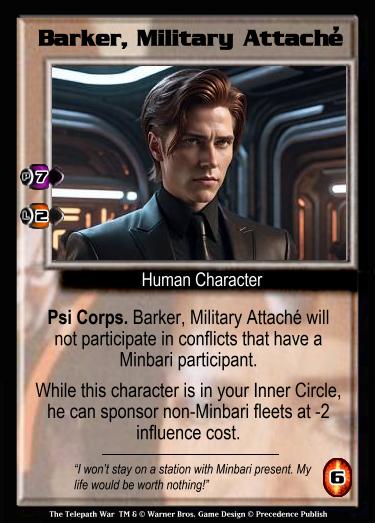 Barker, Military Attaché
P 7
L 2
Human Character
Psi Corps. Barker, Military Attaché will
not participate in conflicts that have a
Minbari participant.
While this character is in your Inner Circle,
he can sponsor non-Minbari fleets at -2
influence cost.
“I won't stay on a station with Minbari present. My
life would be worth nothing!”
6
The Telepath War TM & © Warner Bros. Game Design © Precedence Publish